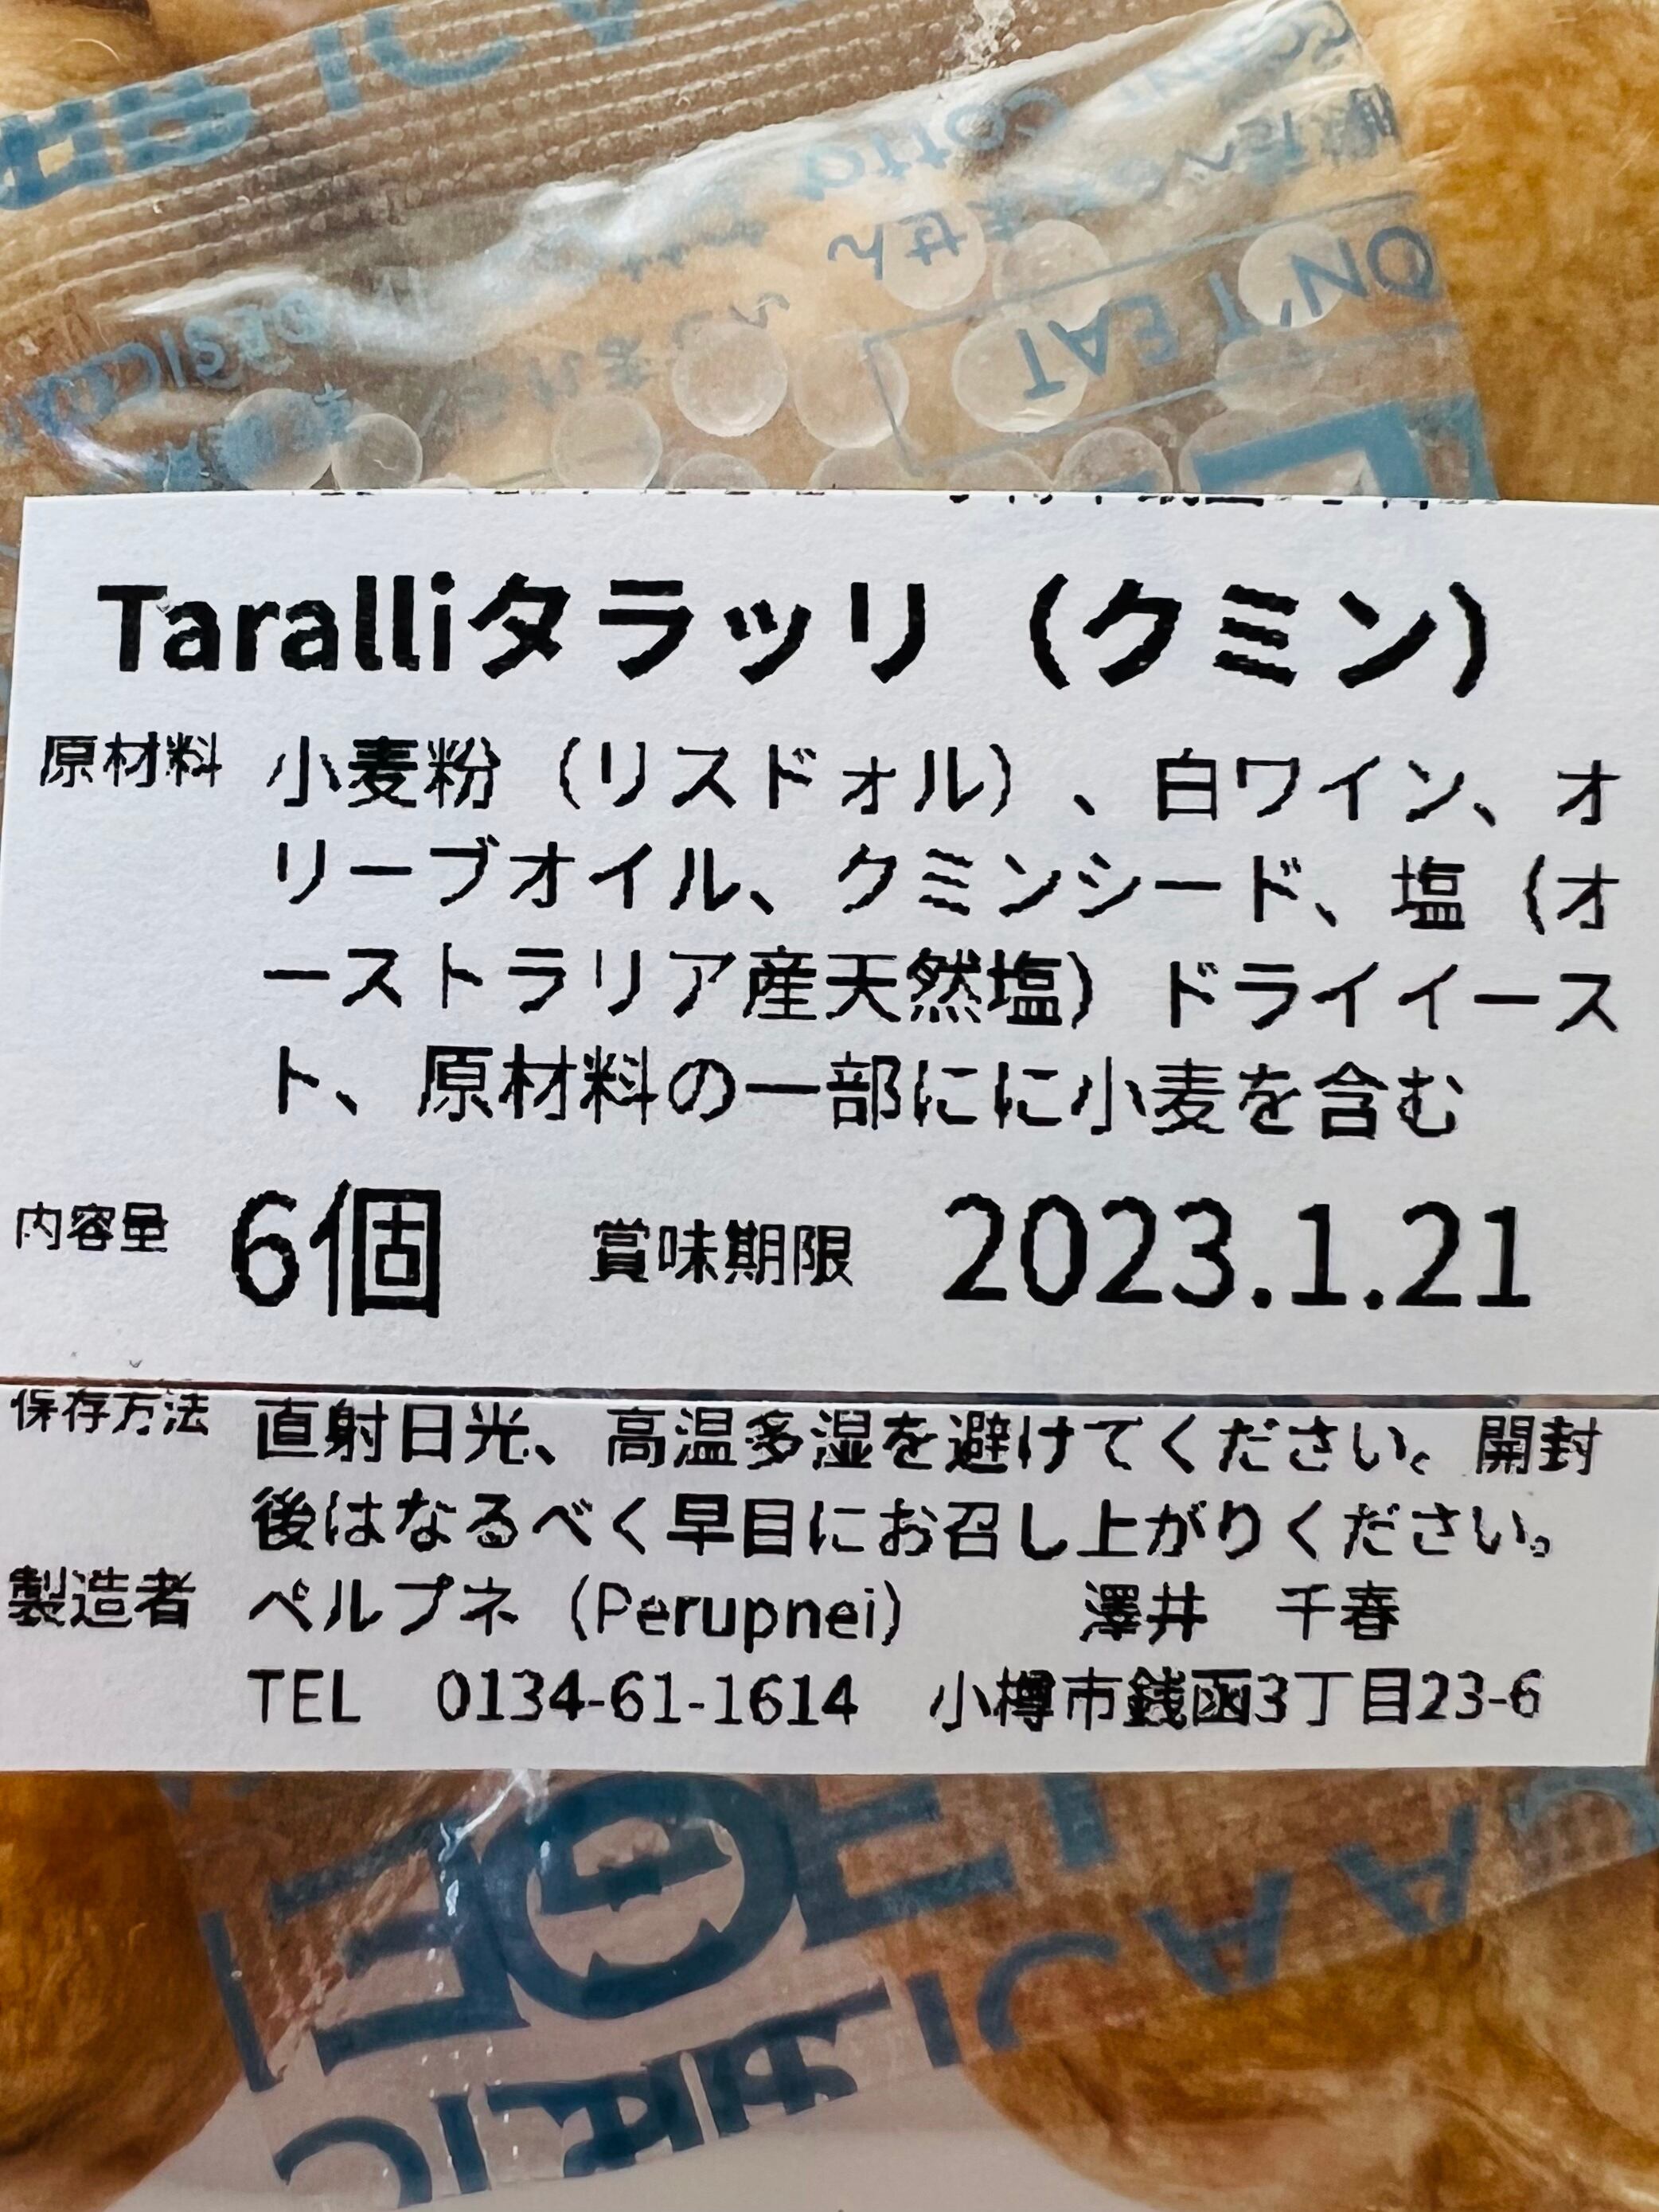 DON'T EAT
Taralliタラッリ（クミン）
原材料 小麦粉（リスドォル）、白ワイン、オ
リーブオイル、クミンシード、塩（オ
ーストラリア産天然塩）ドライイース
ト、原材料の一部にに小麦を含む
内容量 6個 賞味期限 2023.1.21
保存方法 直射日光、高温多湿を避けてください。開封
後はなるべく早目にお召し上がりください。
製造者 ペルプネ（Perupnei） 澤井 千春
TEL 0134-61-1614 小樽市銭函3丁目23-6